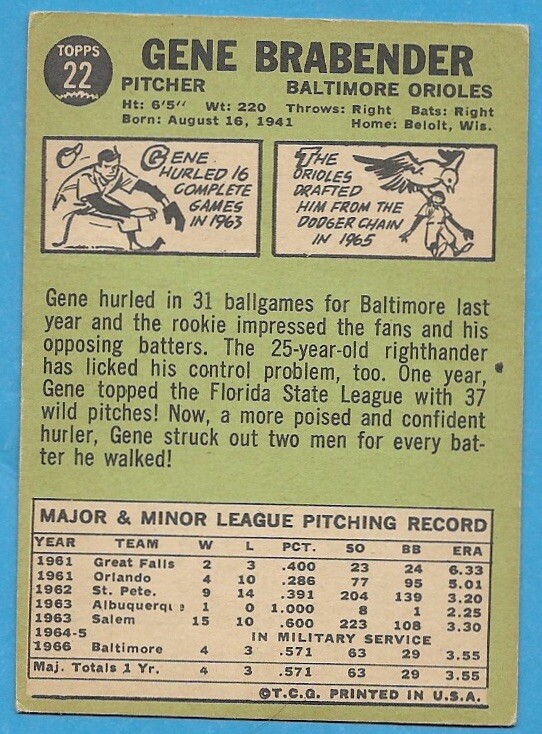 TOPPS
22
GENE BRABENDER
PITCHER BALTIMORE ORIOLES
Ht: 6'5" Wt: 220 Throws: Right Bats: Right
Born: August 16, 1941 Home: Beloit, Wis.
GENE
HURLED 16
COMPLETE
GAMES
IN 1963
THE
ORIOLES
DRAFTED
HIM FROM THE
DODGER CHAIN
IN 1965
Gene hurled in 31 ballgames for Baltimore last
year and the rookie impressed the fans and his
opposing batters. The 25-year-old righthander
has licked his control problem, too. One year,
Gene topped the Florida State League with 37
wild pitches! Now, a more poised and confident
hurler, Gene struck out two men for every bat-
ter he walked!
MAJOR & MINOR LEAGUE PITCHING RECORD
YEAR TEAM W L PCT. SO BB ERA
1961 Great Falls 2 3 .400 23 24 6.33
1961 Orlando 4 10 .286 77 95 5.01
1962 St. Pete. 9 14 .391 204 139 3.20
1963 Albuquerque 1 0 1.000 8 1 2.25
1963 Salem 15 10 .600 223 108 3.30
1964-5 IN MILITARY SERVICE
1966 Baltimore 4 3 .571 63 29 3.55
Maj. Totals 1 Yr. 4 3 .571 63 29 3.55
©T.C.G. PRINTED IN U.S.A.